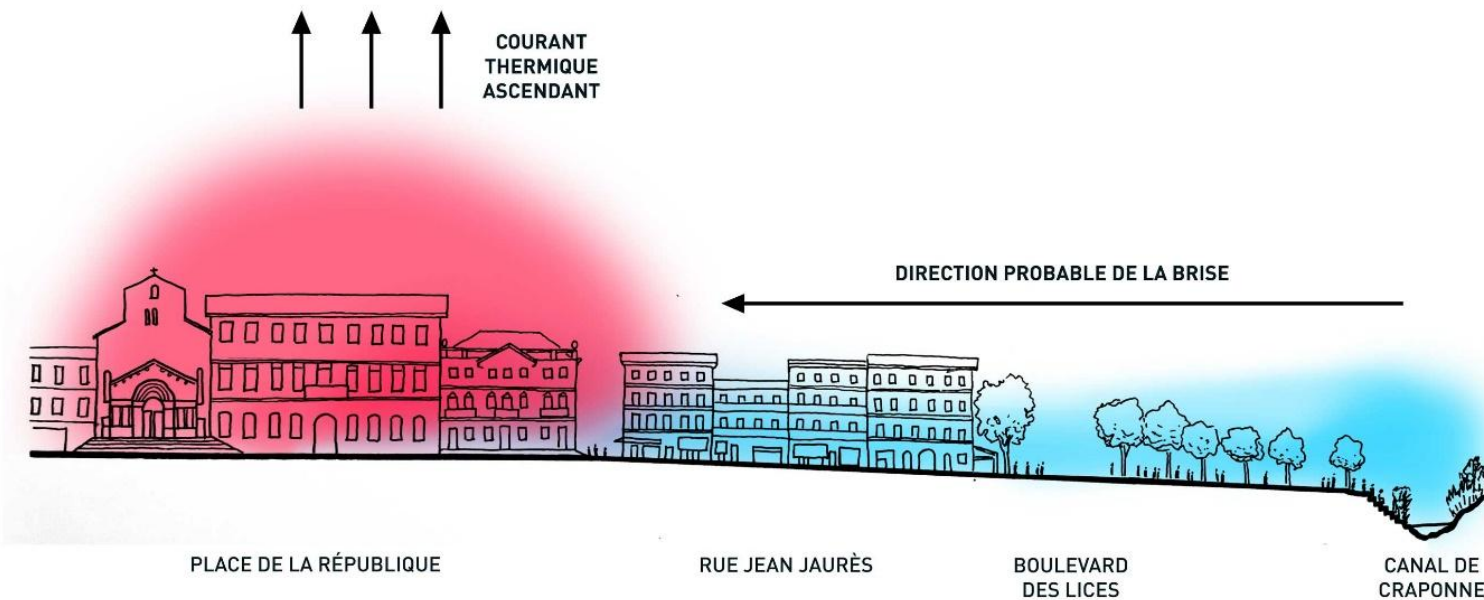 COURANT
THERMIQUE
ASCENDANT
DIRECTION PROBABLE DE LA BRISE
PLACE DE LA RÉPUBLIQUE
RUE JEAN JAURÈS
BOULEVARD
DES LICES
CANAL DE
CRAPONNE